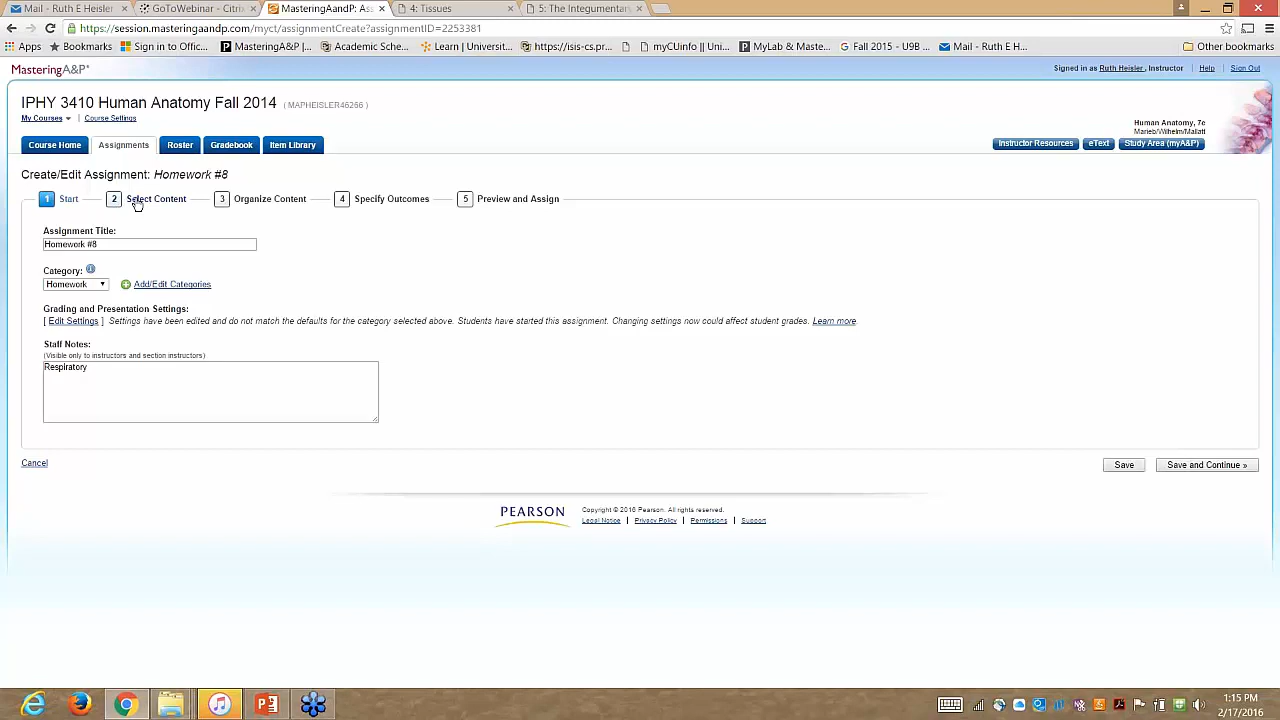 Mail - Ruth E Heisler
GoToWebinar - Citrix
MasteringAandP: Ass
4: Tissues
5: The Integumentar
https://session.masteringaandp.com/myct/assignmentCreate?assignmentID=2253381
Apps
Bookmarks
Sign in to Offic...
MasteringA&P |...
Academic Sche...
Learn | Universit...
https://isis-cs.pr...
myCUinfo || Uni...
MyLab & Maste...
Fall 2015 - U9B ...
Mail - Ruth E H...
Other bookmarks
MasteringA&P®
Signed in as Ruth Heisler, Instructor | Help | Sign Out
IPHY 3410 Human Anatomy Fall 2014 ( MAPHEISLER46266 )
My Courses | Course Settings
Human Anatomy, 7e
Marieb/Wilhelm/Mallatt
Course Home
Assignments
Roster
Gradebook
Item Library
Instructor Resources
eText
Study Area (myA&P)
Create/Edit Assignment: Homework #8
1 Start
2 Select Content
3 Organize Content
4 Specify Outcomes
5 Preview and Assign
Assignment Title:
Homework #8
Category:
Homework
Add/Edit Categories
Grading and Presentation Settings:
[ Edit Settings ] Settings have been edited and do not match the defaults for the category selected above. Students have started this assignment. Changing settings now could affect student grades. Learn more.
Staff Notes:
(Visible only to instructors and section instructors)
Respiratory
Cancel
Save
Save and Continue »
PEARSON
Copyright © 2016 Pearson. All rights reserved.
Legal Notice | Privacy Policy | Permissions | Support
1:15 PM
2/17/2016